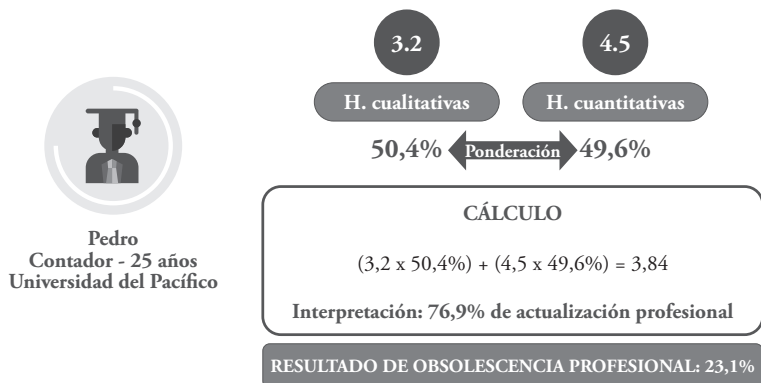 3.2
4.5
H. cualitativas
H. cuantitativas
50,4%
Ponderación
49,6%
Pedro
Contador - 25 años
Universidad del Pacífico
CÁLCULO
(3,2 x 50,4%) + (4,5 x 49,6%) = 3,84
Interpretación: 76,9% de actualización profesional
RESULTADO DE OBSOLESCENCIA PROFESIONAL: 23,1%